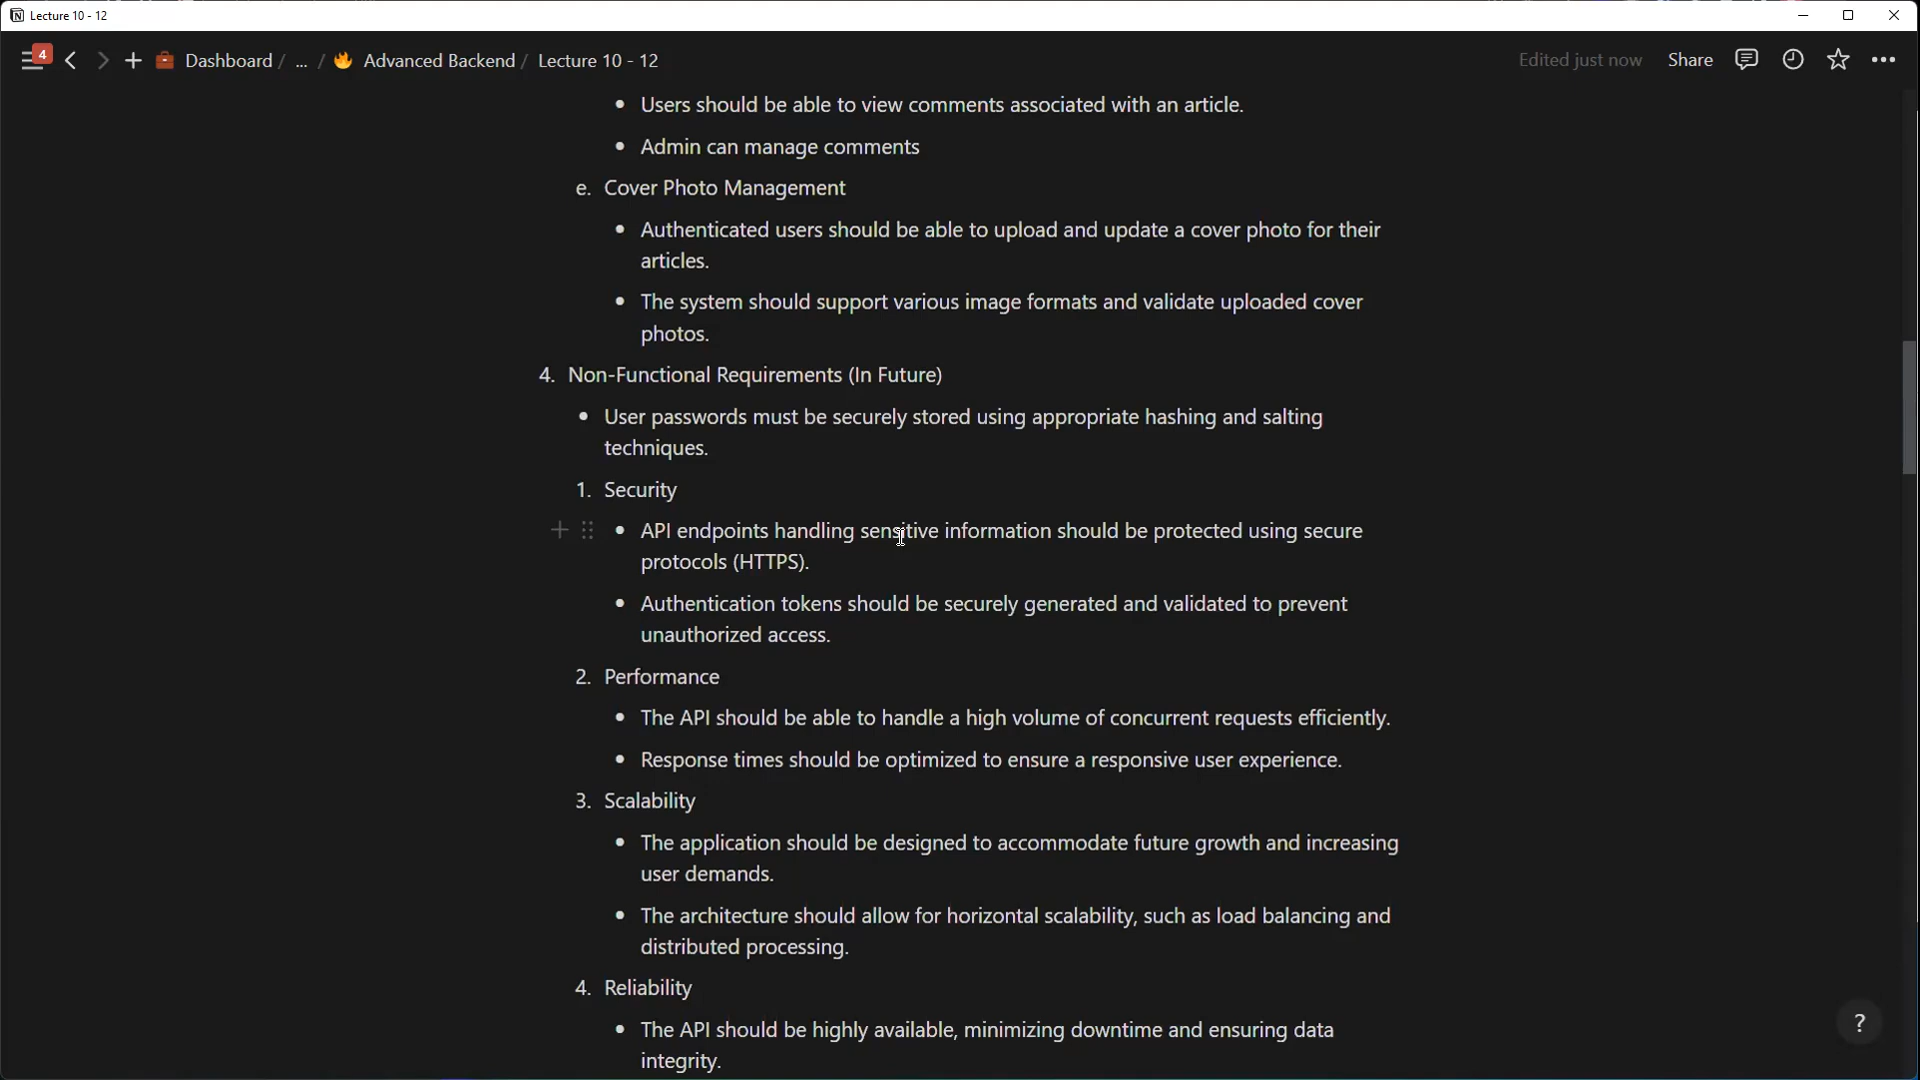 Lecture 10 - 12
4
Dashboard / ... / Advanced Backend / Lecture 10 - 12
Edited just now
Share
• Users should be able to view comments associated with an article.
• Admin can manage comments
e. Cover Photo Management
• Authenticated users should be able to upload and update a cover photo for their
articles.
• The system should support various image formats and validate uploaded cover
photos.
4. Non-Functional Requirements (In Future)
• User passwords must be securely stored using appropriate hashing and salting
techniques.
1. Security
• API endpoints handling sensitive information should be protected using secure
protocols (HTTPS).
• Authentication tokens should be securely generated and validated to prevent
unauthorized access.
2. Performance
• The API should be able to handle a high volume of concurrent requests efficiently.
• Response times should be optimized to ensure a responsive user experience.
3. Scalability
• The application should be designed to accommodate future growth and increasing
user demands.
• The architecture should allow for horizontal scalability, such as load balancing and
distributed processing.
4. Reliability
• The API should be highly available, minimizing downtime and ensuring data
integrity.
?